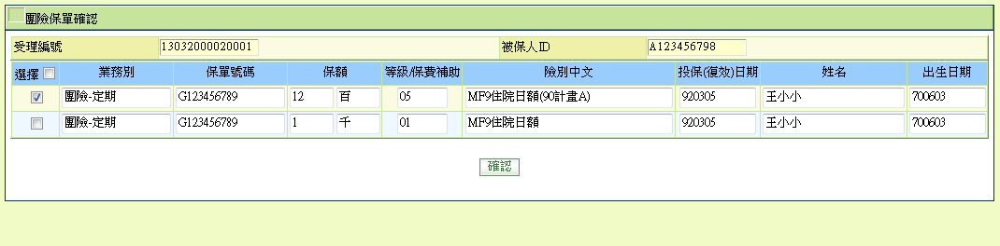 團險保單確認
受理編號 13032000020001 被保人ID A123456798
選擇 業務別 保單號碼 保額 等級/保費補助 險別中文 投保(復效)日期 姓名 出生日期
團險-定期 G123456789 12 百 05 MF9住院日額(90計畫A) 920305 王小小 700603
團險-定期 G123456789 1 千 01 MF9住院日額 920305 王小小 700603
確認